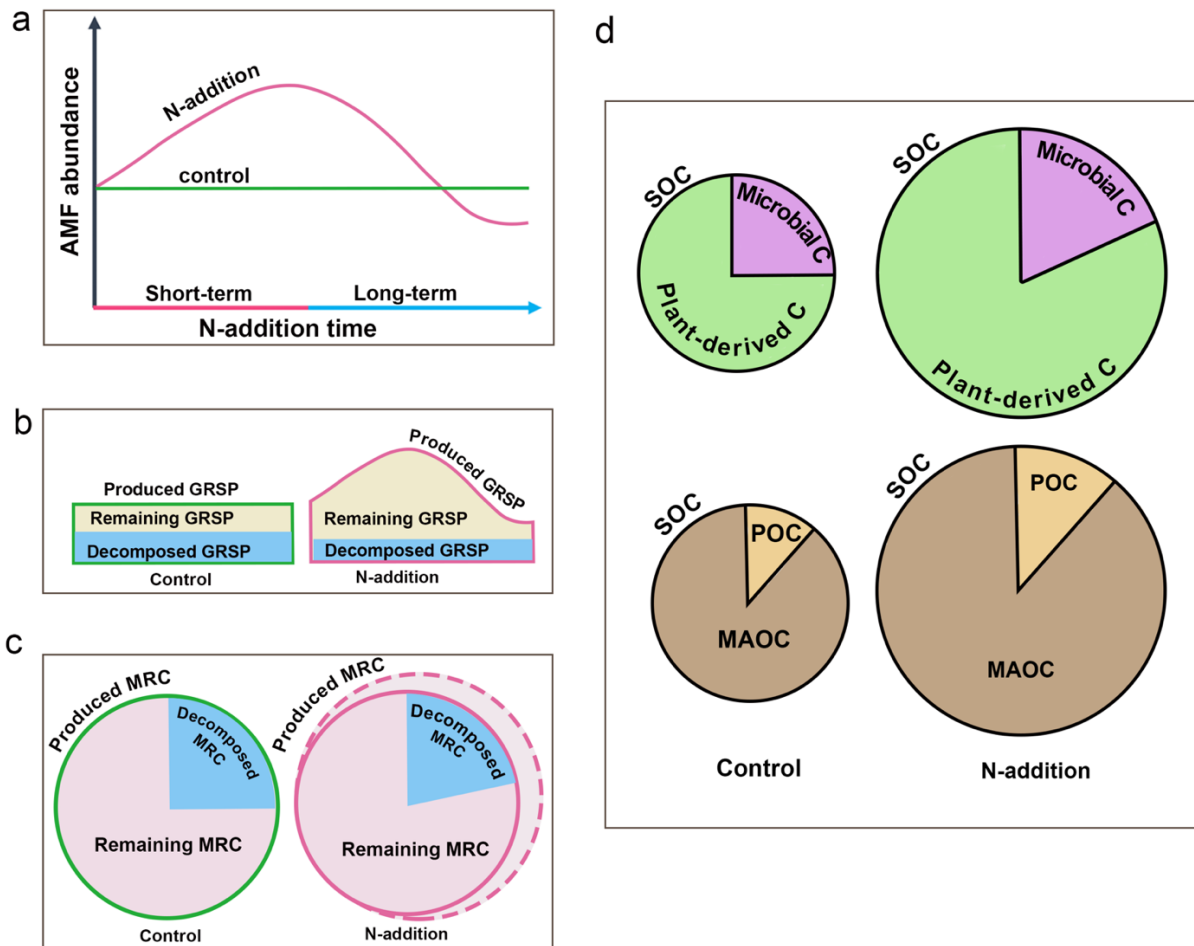 a
AMF abundance
N-addition
control
Short-term
Long-term
N-addition time
b
Produced GRSP
Remaining GRSP
Decomposed GRSP
Control
Produced GRSP
Remaining GRSP
Decomposed GRSP
N-addition
c
Produced MRC
Decomposed
MRC
Remaining MRC
Control
Produced MRC
Decomposed
MRC
Remaining MRC
N-addition
d
SOC
Microbial C
Plant-derived C
SOC
Microbial C
Plant-derived C
SOC
POC
MAOC
SOC
POC
MAOC
Control
N-addition